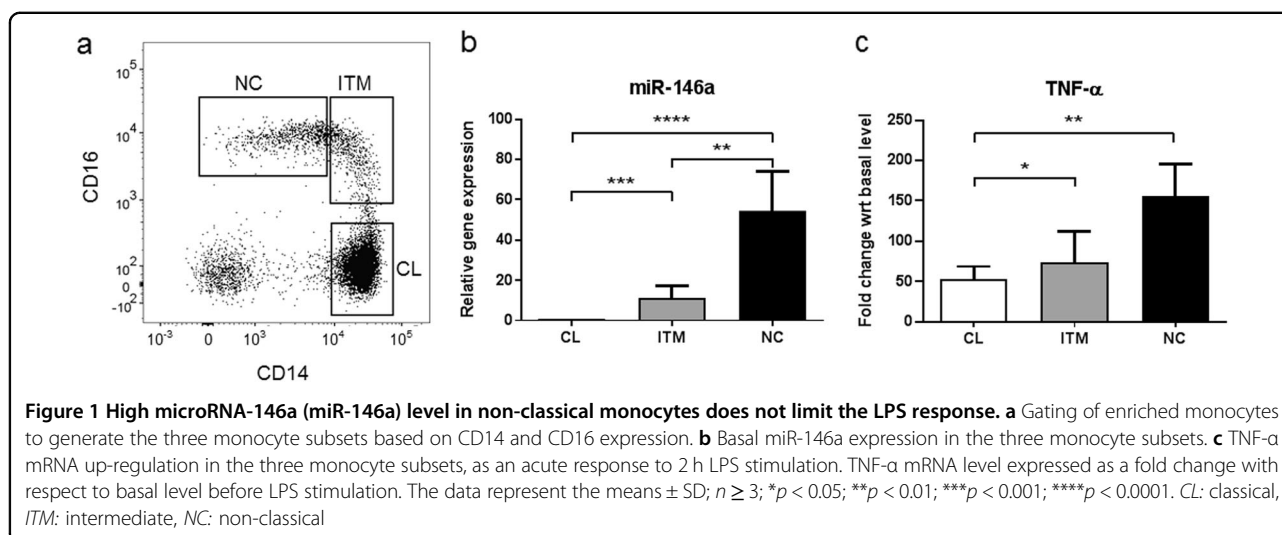 a
NC
ITM
CL
CD16
10^5
10^4
10^3
10^2
0
-10^2
10^-3
0
10^3
10^4
10^5
CD14
b
miR-146a
Relative gene expression
100
80
60
40
20
0
****
**
***
CL
ITM
NC
c
TNF-α
Fold change wrt basal level
250
200
150
100
50
0
**
*
CL
ITM
NC
Figure 1 High microRNA-146a (miR-146a) level in non-classical monocytes does not limit the LPS response. a Gating of enriched monocytes
to generate the three monocyte subsets based on CD14 and CD16 expression. b Basal miR-146a expression in the three monocyte subsets. c TNF-α
mRNA up-regulation in the three monocyte subsets, as an acute response to 2 h LPS stimulation. TNF-α mRNA level expressed as a fold change with
respect to basal level before LPS stimulation. The data represent the means ± SD; n ≥ 3; *p < 0.05; **p < 0.01; ***p < 0.001; ****p < 0.0001. CL: classical,
ITM: intermediate, NC: non-classical